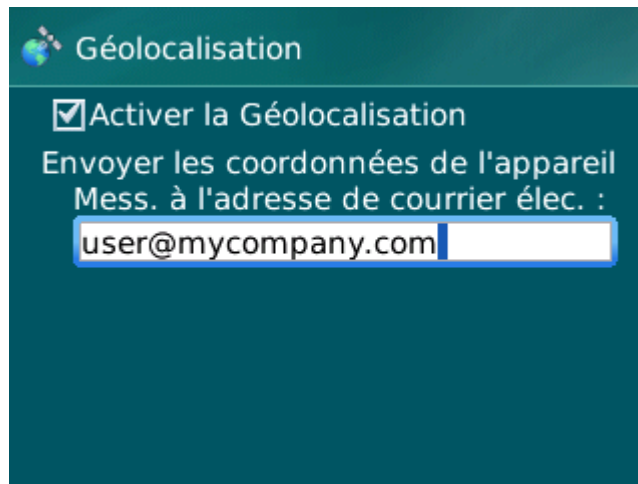 Géolocalisation
Activer la Géolocalisation
Envoyer les coordonnées de l'appareil
Mess. à l'adresse de courrier élec. :
user@mycompany.com